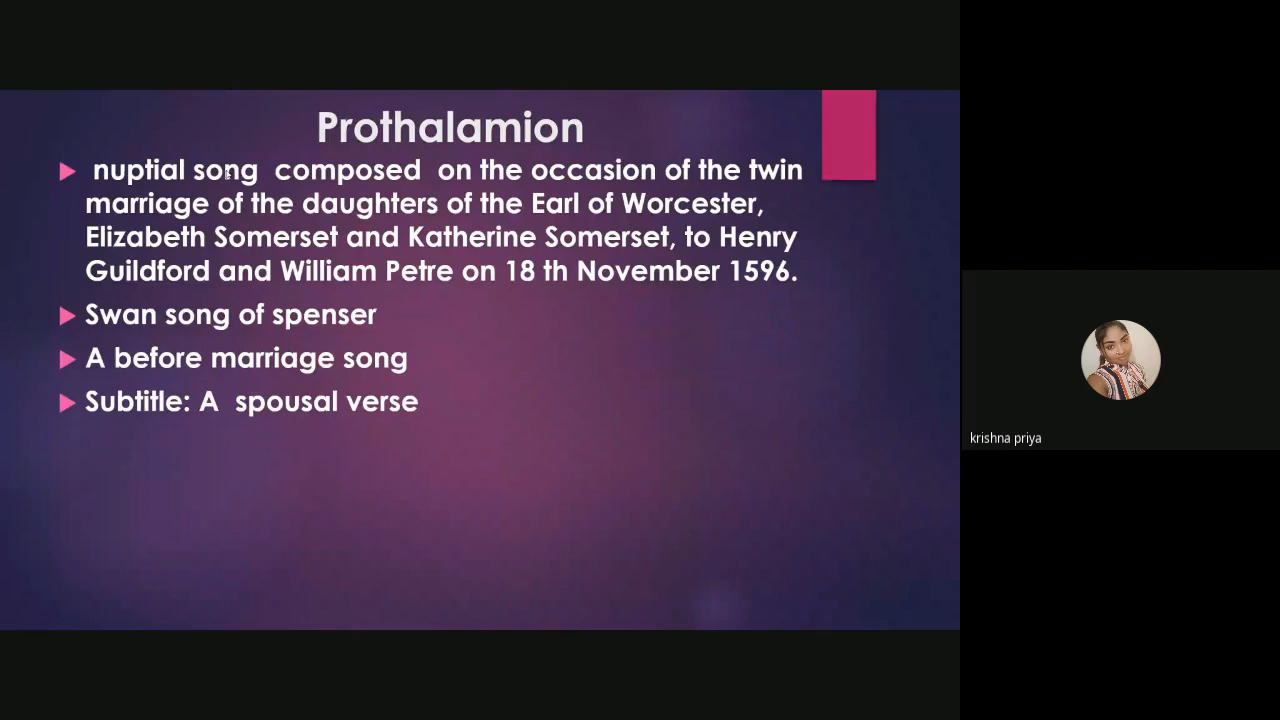 Prothalamion
nuptial song composed on the occasion of the twin
marriage of the daughters of the Earl of Worcester,
Elizabeth Somerset and Katherine Somerset, to Henry
Guildford and William Petre on 18 th November 1596.
Swan song of spenser
A before marriage song
Subtitle: A spousal verse
krishna priya